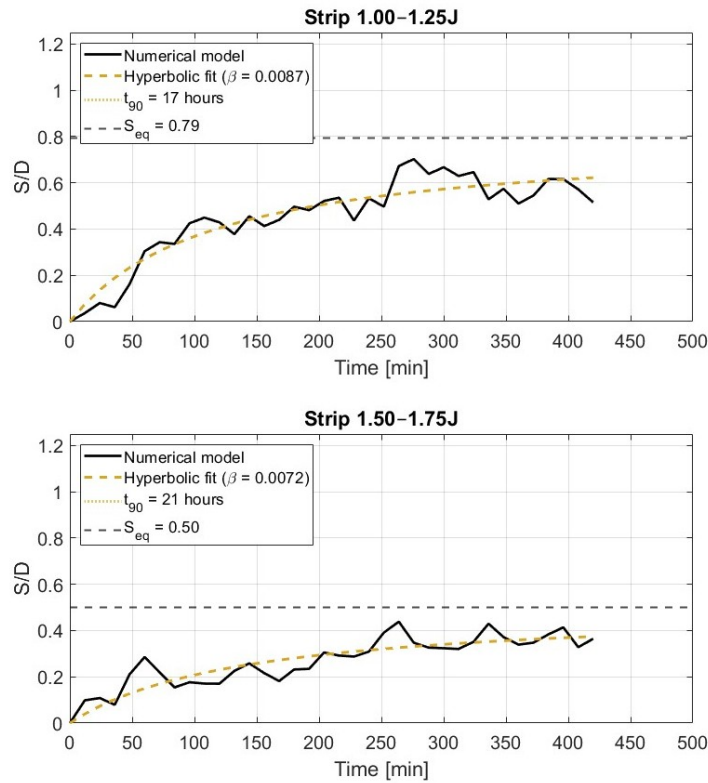 Strip 1.00–1.25J
Numerical model
Hyperbolic fit (β = 0.0087)
t90 = 17 hours
Seq = 0.79
S/D
1.2
1
0.8
0.6
0.4
0.2
0
0 50 100 150 200 250 300 350 400 450 500
Time [min]
Strip 1.50–1.75J
Numerical model
Hyperbolic fit (β = 0.0072)
t90 = 21 hours
Seq = 0.50
S/D
1.2
1
0.8
0.6
0.4
0.2
0
0 50 100 150 200 250 300 350 400 450 500
Time [min]